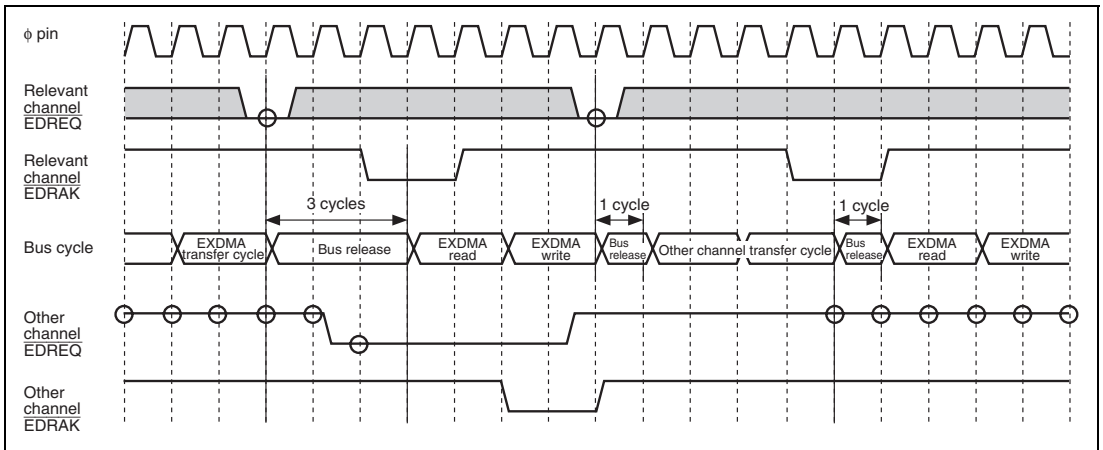 ϕ pin
Relevant
channel
EDREQ
Relevant
channel
EDRAK
3 cycles
1 cycle
1 cycle
Bus cycle
EXDMA
transfer cycle
Bus release
EXDMA
read
EXDMA
write
Bus
release
Other channel transfer cycle
Bus
release
EXDMA
read
EXDMA
write
Other
channel
EDREQ
Other
channel
EDRAK